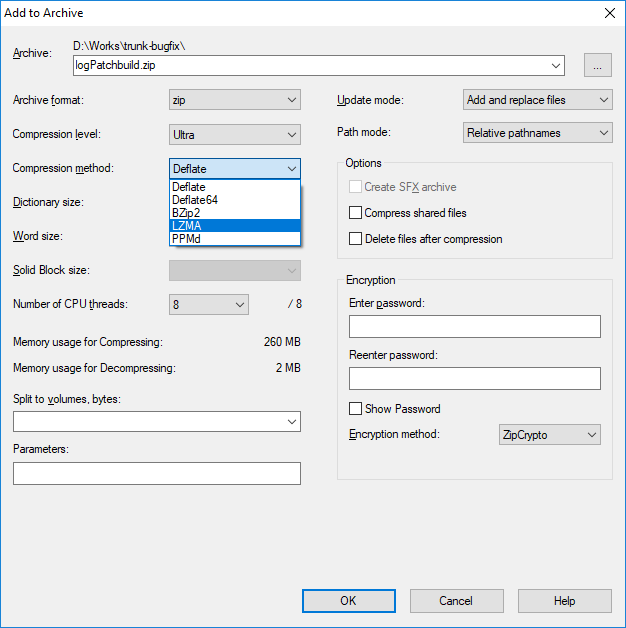 Add to Archive
Archive:
D:\Works\trunk-bugfix\
logPatchbuild.zip
...
Archive format:
zip
Compression level:
Ultra
Compression method:
Deflate
Deflate
Deflate64
BZip2
LZMA
PPMd
Dictionary size:
Word size:
Solid Block size:
Number of CPU threads:
8
/ 8
Memory usage for Compressing:
260 MB
Memory usage for Decompressing:
2 MB
Split to volumes, bytes:
Parameters:
Update mode:
Add and replace files
Path mode:
Relative pathnames
Options
Create SFX archive
Compress shared files
Delete files after compression
Encryption
Enter password:
Reenter password:
Show Password
Encryption method:
ZipCrypto
OK
Cancel
Help